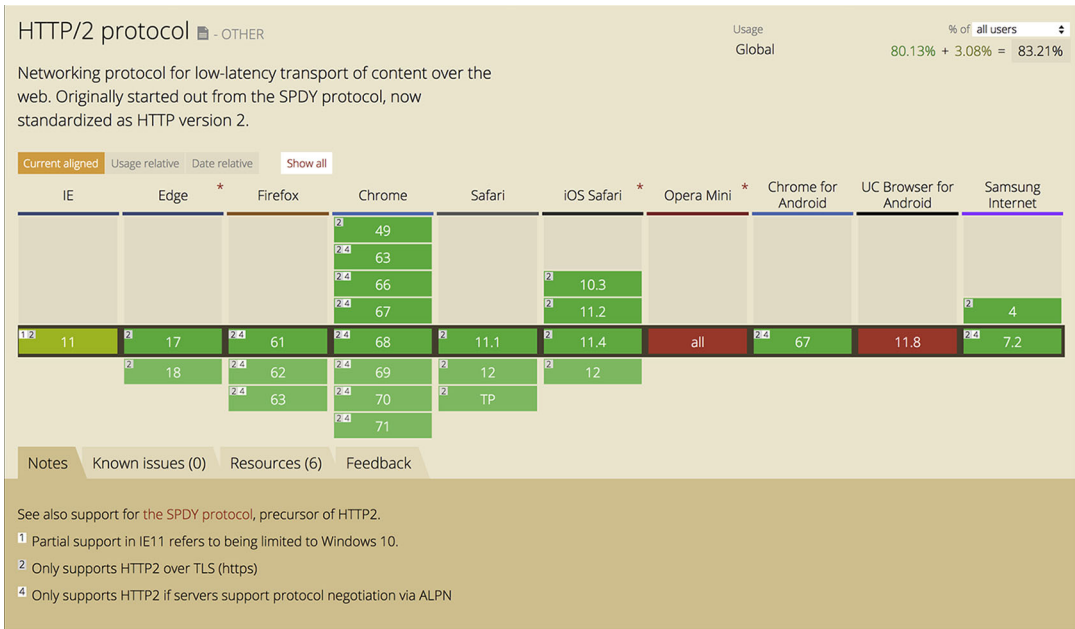 HTTP/2 protocol - OTHER
Usage % of all users
Global 80.13% + 3.08% = 83.21%
Networking protocol for low-latency transport of content over the
web. Originally started out from the SPDY protocol, now
standardized as HTTP version 2.
Current aligned Usage relative Date relative Show all
IE Edge * Firefox Chrome Safari iOS Safari * Opera Mini * Chrome for Android UC Browser for Android Samsung Internet
2 49
2 4 63
2 4 66 2 10.3
2 4 67 2 11.2 2 4
1 2 11 2 17 2 4 61 2 4 68 2 11.1 2 11.4 all 2 4 67 11.8 2 4 7.2
2 18 2 4 62 2 4 69 2 12 2 12
2 4 63 2 4 70 2 TP
2 4 71
Notes Known issues (0) Resources (6) Feedback
See also support for the SPDY protocol, precursor of HTTP2.
1 Partial support in IE11 refers to being limited to Windows 10.
2 Only supports HTTP2 over TLS (https)
4 Only supports HTTP2 if servers support protocol negotiation via ALPN